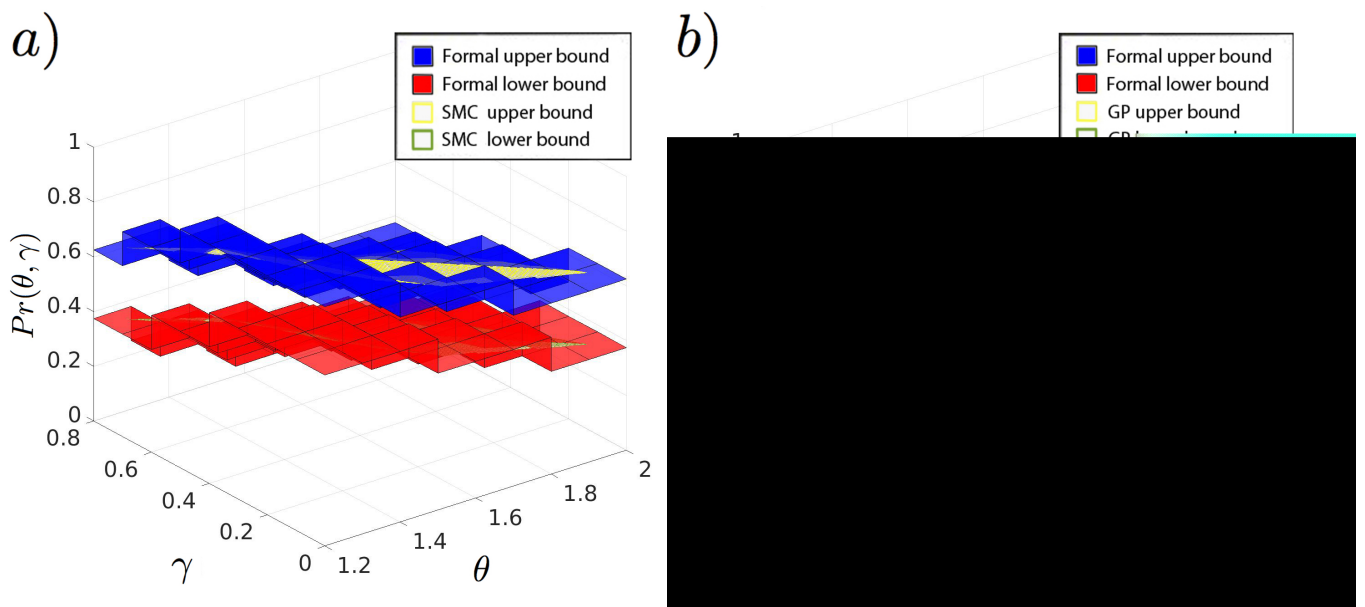 a)
Formal upper bound
Formal lower bound
SMC upper bound
SMC lower bound
1
0.8
0.6
0.4
0.2
0
Pr(θ, γ)
0.8
0.6
0.4
0.2
0
γ
1.2
1.4
1.6
1.8
2
θ
b)
Formal upper bound
Formal lower bound
GP upper bound